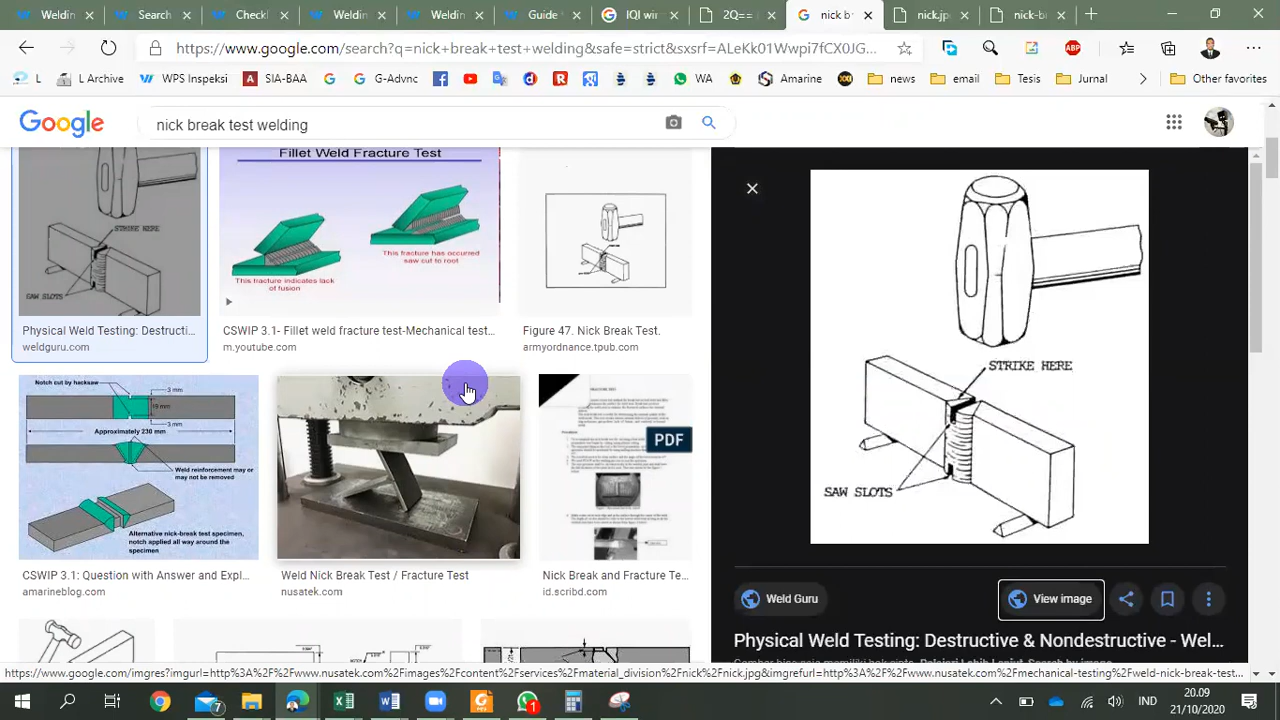 CSWIP
Weldin
Weldin
Weldin
Guide
IQI wir
2Q==
nick b
nick.jp
nick-b
https://www.google.com/search?q=nick+break+test+welding&safe=strict&sxsrf=ALeKk01Wwpi7fCX0JG...
ABP
L
L Archive
WPS Inspeksi
SIA-BAA
G-Advnc
WA
Amarine
news
email
Tesis
Jurnal
Other favorites
Google
nick break test welding
STRIKE HERE
SAW SLOTS
Physical Weld Testing: Destructi...
weldguru.com
Fillet Weld Fracture Test
This fracture indicates lack
of fusion
This fracture has occurred
saw cut to root
CSWIP 3.1- Fillet weld fracture test-Mechanical test...
m.youtube.com
Figure 47. Nick Break Test.
armyordnance.tpub.com
STRIKE HERE
SAW SLOTS
Notch cut by hacksaw
3 mm
19 mm
3 mm
Approximately 230 mm
Weld reinforcement may or
may not be removed
Alternative nick-break test specimen,
notch applied all way around the
specimen
CSWIP 3.1: Question with Answer and Expl...
amarineblog.com
Weld Nick Break Test / Fracture Test
nusatek.com
PDF
Nick Break and Fracture Te...
id.scribd.com
Weld Guru
View image
Physical Weld Testing: Destructive & Nondestructive - Wel...
https://www.google.com/imgres?imgurl=http%3A%2F%2Fwww.nusatek.com%2Fimages%2Fcontent%2Fservices%2Fmaterial_division%2Fnick%2Fnick.jpg&imgrefurl=http%3A%2F%2Fwww.nusatek.com%2Fmechanical-testing%2Fweld-nick-break-test...
7
1
IND
20.09
21/10/2020